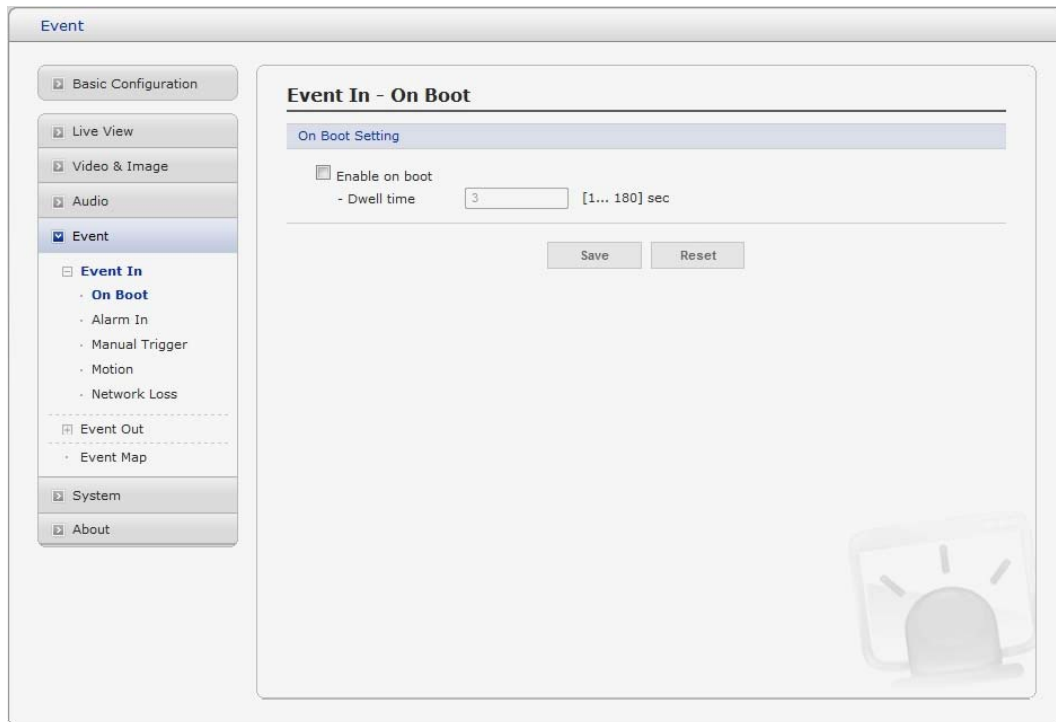 Event
Basic Configuration
Live View
Video & Image
Audio
Event
Event In
On Boot
Alarm In
Manual Trigger
Motion
Network Loss
Event Out
Event Map
System
About
Event In - On Boot
On Boot Setting
Enable on boot
- Dwell time 3 [1... 180] sec
Save Reset